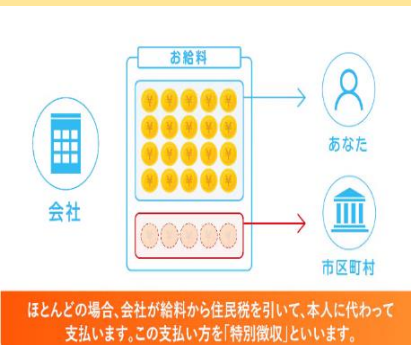 お給料
会社
あなた
市区町村
ほとんどの場合、会社が給料から住民税を引いて、本人に代わって
支払います。この支払い方を「特別徴収」といいます。